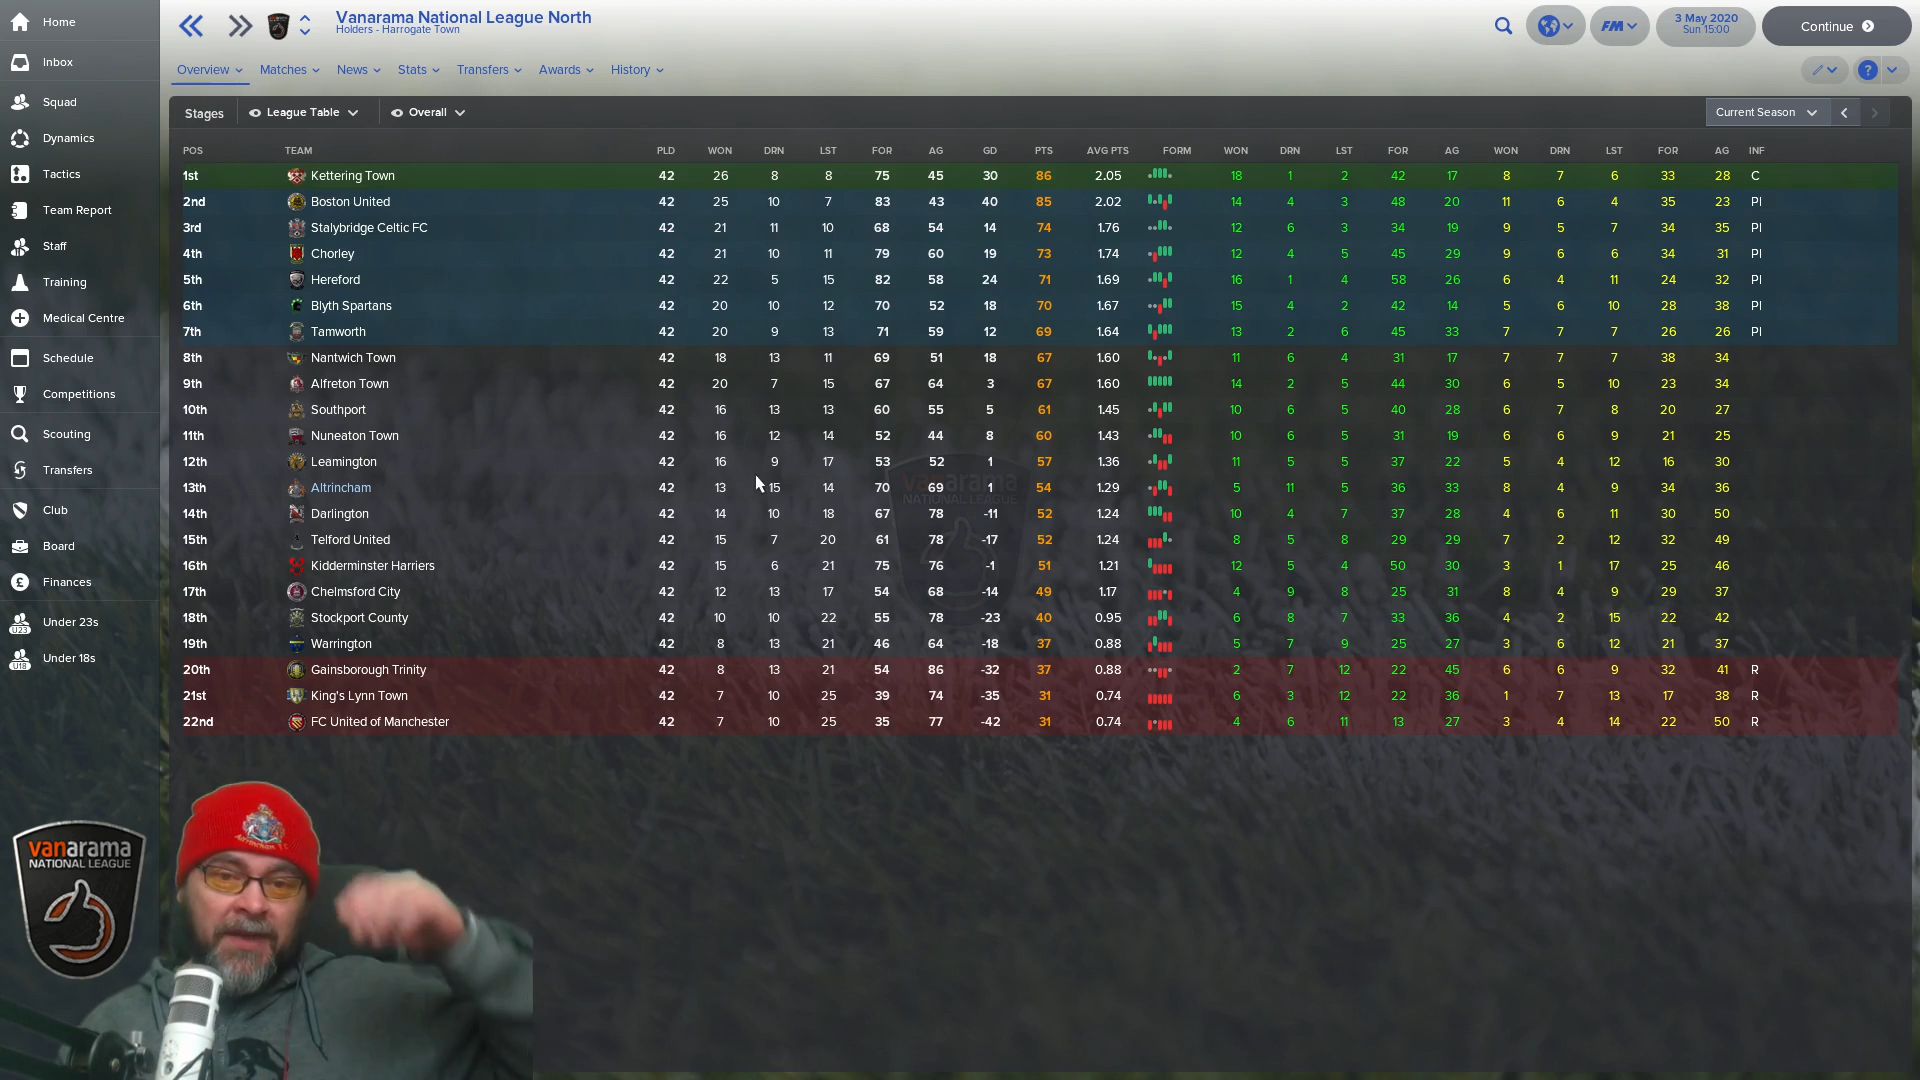 Home
Inbox
Squad
Dynamics
Tactics
Team Report
Staff
Training
Medical Centre
Schedule
Competitions
Scouting
Transfers
Club
Board
Finances
Under 23s
Under 18s
Vanarama National League North
Holders - Harrogate Town
FM
3 May 2020
Sun 15:00
Continue
Overview Matches News Stats Transfers Awards History
Stages League Table Overall Current Season
POS TEAM PLD WON DRN LST FOR AG GD PTS AVG PTS FORM WON DRN LST FOR AG WON DRN LST FOR AG INF
1st Kettering Town 42 26 8 8 75 45 30 86 2.05 18 1 2 42 17 8 7 6 33 28 C
2nd Boston United 42 25 10 7 83 43 40 85 2.02 14 4 3 48 20 11 6 4 35 23 Pl
3rd Stalybridge Celtic FC 42 21 11 10 68 54 14 74 1.76 12 6 3 34 19 9 5 7 34 35 Pl
4th Chorley 42 21 10 11 79 60 19 73 1.74 12 4 5 45 29 9 6 6 34 31 Pl
5th Hereford 42 22 5 15 82 58 24 71 1.69 16 1 4 58 26 6 4 11 24 32 Pl
6th Blyth Spartans 42 20 10 12 70 52 18 70 1.67 15 4 2 42 14 5 6 10 28 38 Pl
7th Tamworth 42 20 9 13 71 59 12 69 1.64 13 2 6 45 33 7 7 7 26 26 Pl
8th Nantwich Town 42 18 13 11 69 51 18 67 1.60 11 6 4 31 17 7 7 7 38 34
9th Alfreton Town 42 20 7 15 67 64 3 67 1.60 14 2 5 44 30 6 5 10 23 34
10th Southport 42 16 13 13 60 55 5 61 1.45 10 6 5 40 28 6 7 8 20 27
11th Nuneaton Town 42 16 12 14 52 44 8 60 1.43 10 6 5 31 19 6 6 9 21 25
12th Leamington 42 16 9 17 53 52 1 57 1.36 11 5 5 37 22 5 4 12 16 30
13th Altrincham 42 13 15 14 70 69 1 54 1.29 5 11 5 36 33 8 4 9 34 36
14th Darlington 42 14 10 18 67 78 -11 52 1.24 10 4 7 37 28 4 6 11 30 50
15th Telford United 42 15 7 20 61 78 -17 52 1.24 8 5 8 29 29 7 2 12 32 49
16th Kidderminster Harriers 42 15 6 21 75 76 -1 51 1.21 12 5 4 50 30 3 1 17 25 46
17th Chelmsford City 42 12 13 17 54 68 -14 49 1.17 4 9 8 25 31 8 4 9 29 37
18th Stockport County 42 10 10 22 55 78 -23 40 0.95 6 8 7 33 36 4 2 15 22 42
19th Warrington 42 8 13 21 46 64 -18 37 0.88 5 7 9 25 27 3 6 12 21 37
20th Gainsborough Trinity 42 8 13 21 54 86 -32 37 0.88 2 7 12 22 45 6 6 9 32 41 R
21st King's Lynn Town 42 7 10 25 39 74 -35 31 0.74 6 3 12 22 36 1 7 13 17 38 R
22nd FC United of Manchester 42 7 10 25 35 77 -42 31 0.74 4 6 11 13 27 3 4 14 22 50 R
vanarama
NATIONAL LEAGUE
vanarama
NATIONAL LEAGUE